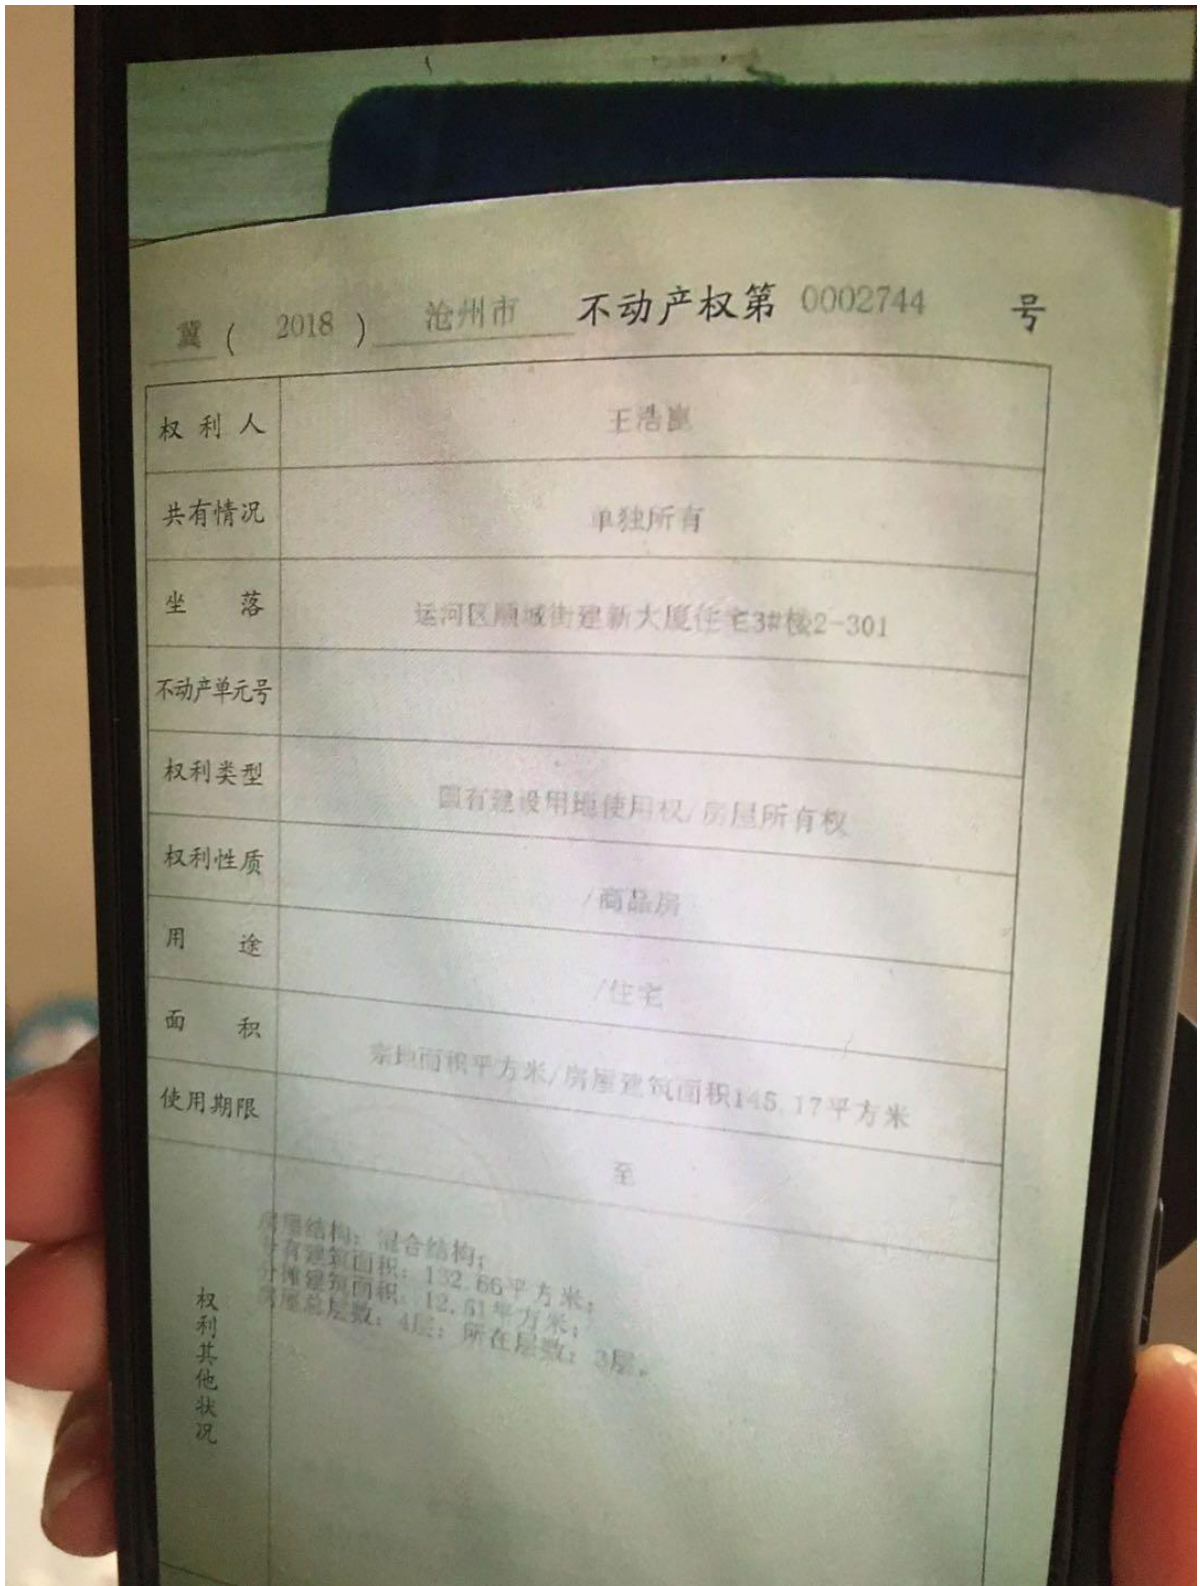 冀 ( 2018 ) 沧州市 不动产权第 0002744 号
权利人 王浩
共有情况 单独所有
坐落 运河区顺城街建新大厦住宅3#楼2-301
不动产单元号
权利类型 国有建设用地使用权/房屋所有权
权利性质 /商品房
用途 /住宅
面积 宗地面积平方米/房屋建筑面积145.17平方米
使用期限 至
权利其他状况
房屋结构：混合结构；
专有建筑面积：132.66平方米；
分摊建筑面积：12.51平方米；
房屋总层数：4层；所在层数：3层。